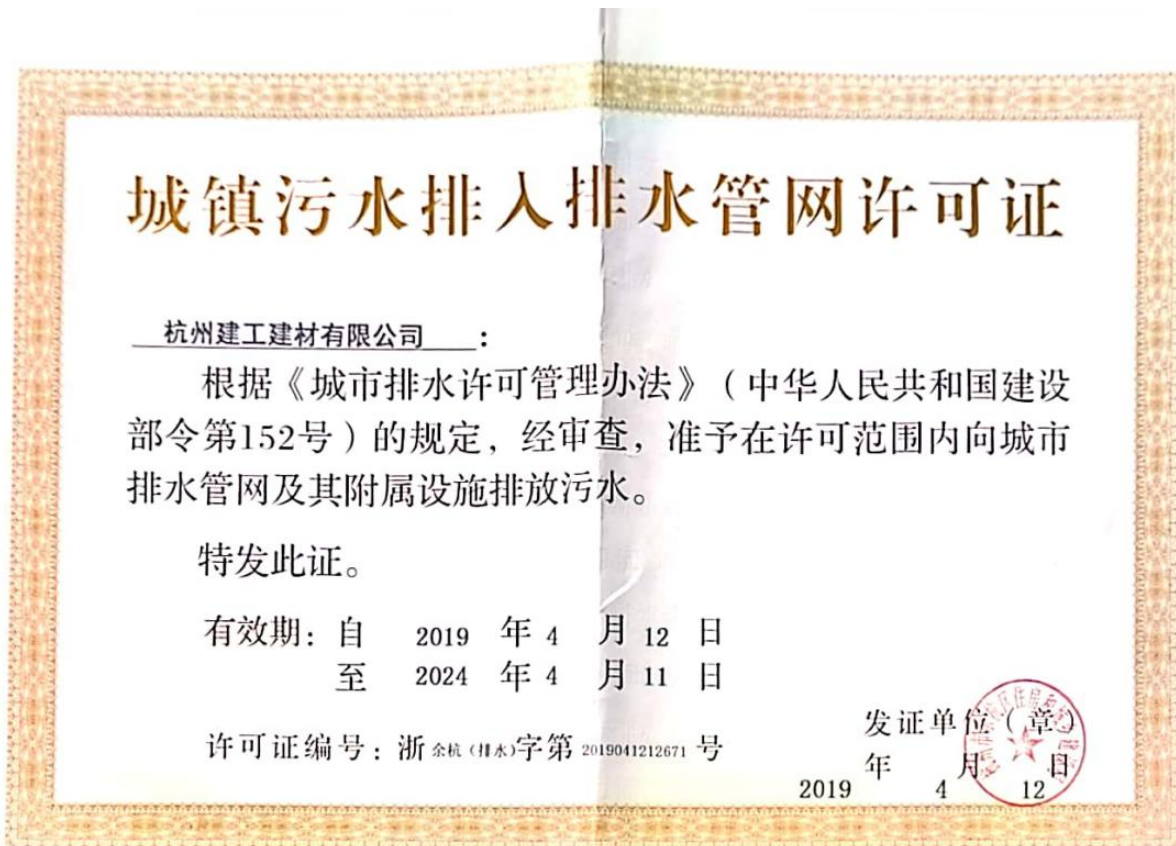 城镇污水排入排水管网许可证
杭州建工建材有限公司:
根据《城市排水许可管理办法》(中华人民共和国建设
部令第152号)的规定,经审查,准予在许可范围内向城市
排水管网及其附属设施排放污水。
特发此证。
有效期:自 2019 年 4 月 12 日
至 2024 年 4 月 11 日
许可证编号:浙 余杭(排水)字第 2019041212671 号
发证单位(章)
2019 年 4 月 12 日